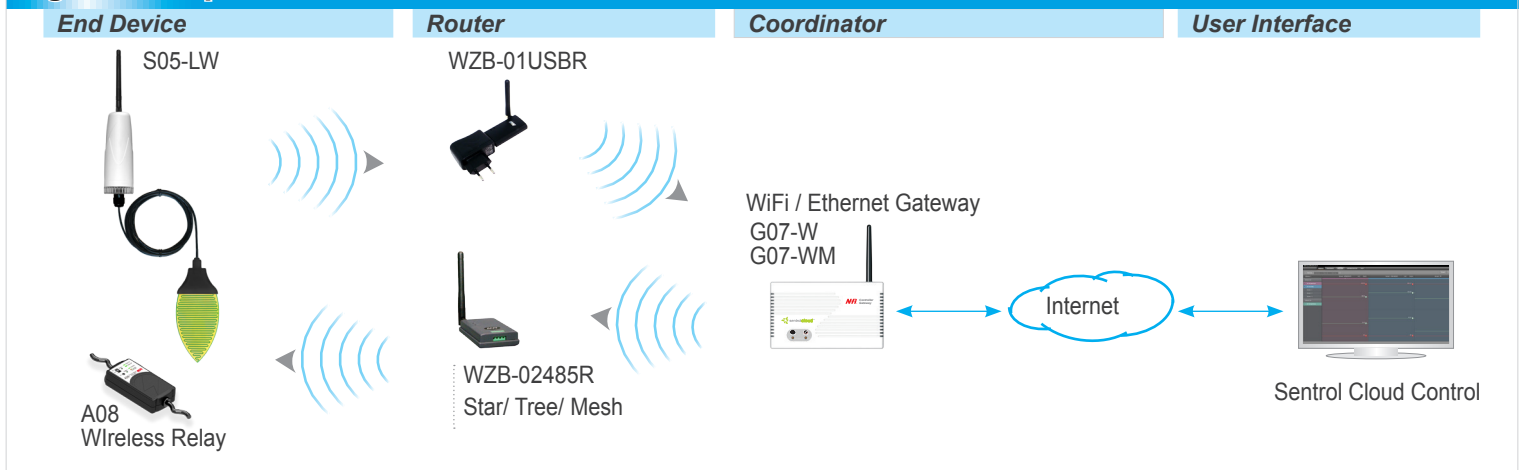 End Device
Router
Coordinator
User Interface
S05-LW
WZB-01USBR
WiFi / Ethernet Gateway
G07-W
G07-WM
NFI
Internet
WZB-02485R
Star/ Tree/ Mesh
Sentrol Cloud Control
A08
WIreless Relay